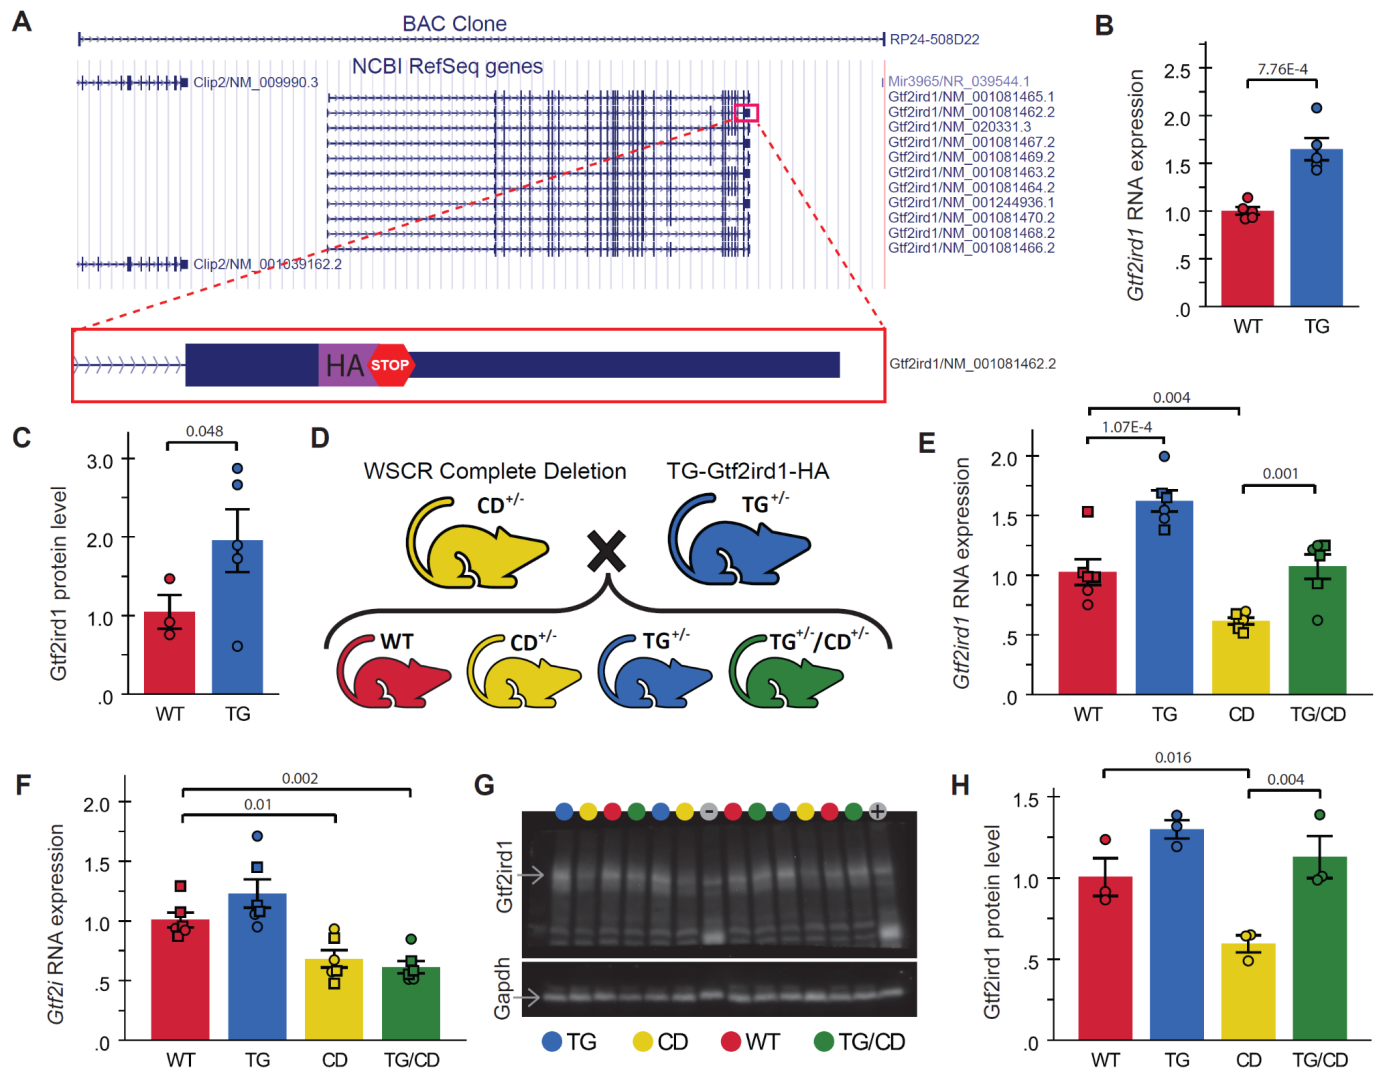 A
BAC Clone
RP24-508D22
NCBI RefSeq genes
Clip2/NM_009990.3
Mir3965/NR_039544.1
Gtf2ird1/NM_001081465.1
Gtf2ird1/NM_001081462.2
Gtf2ird1/NM_020331.3
Gtf2ird1/NM_001081467.2
Gtf2ird1/NM_001081469.2
Gtf2ird1/NM_001081463.2
Gtf2ird1/NM_001081464.2
Gtf2ird1/NM_001244936.1
Gtf2ird1/NM_001081470.2
Gtf2ird1/NM_001081468.2
Gtf2ird1/NM_001081466.2
Clip2/NM_001039162.2
HA
STOP
Gtf2ird1/NM_001081462.2
B
Gtf2ird1 RNA expression
7.76E-4
2.5
2.0
1.5
1.0
.5
.0
WT TG
C
Gtf2ird1 protein level
0.048
3.0
2.0
1.0
.0
WT TG
D
WSCR Complete Deletion
TG-Gtf2ird1-HA
CD+/-
TG+/-
WT
CD+/-
TG+/-
TG+/-/CD+/-
E
Gtf2ird1 RNA expression
0.004
1.07E-4
0.001
2.0
1.5
1.0
.5
.0
WT TG CD TG/CD
F
Gtf2i RNA expression
0.002
0.01
2.0
1.5
1.0
.5
.0
WT TG CD TG/CD
G
- +
Gtf2ird1
Gapdh
TG CD WT TG/CD
H
Gtf2ird1 protein level
0.016
0.004
1.5
1.0
.5
.0
WT TG CD TG/CD